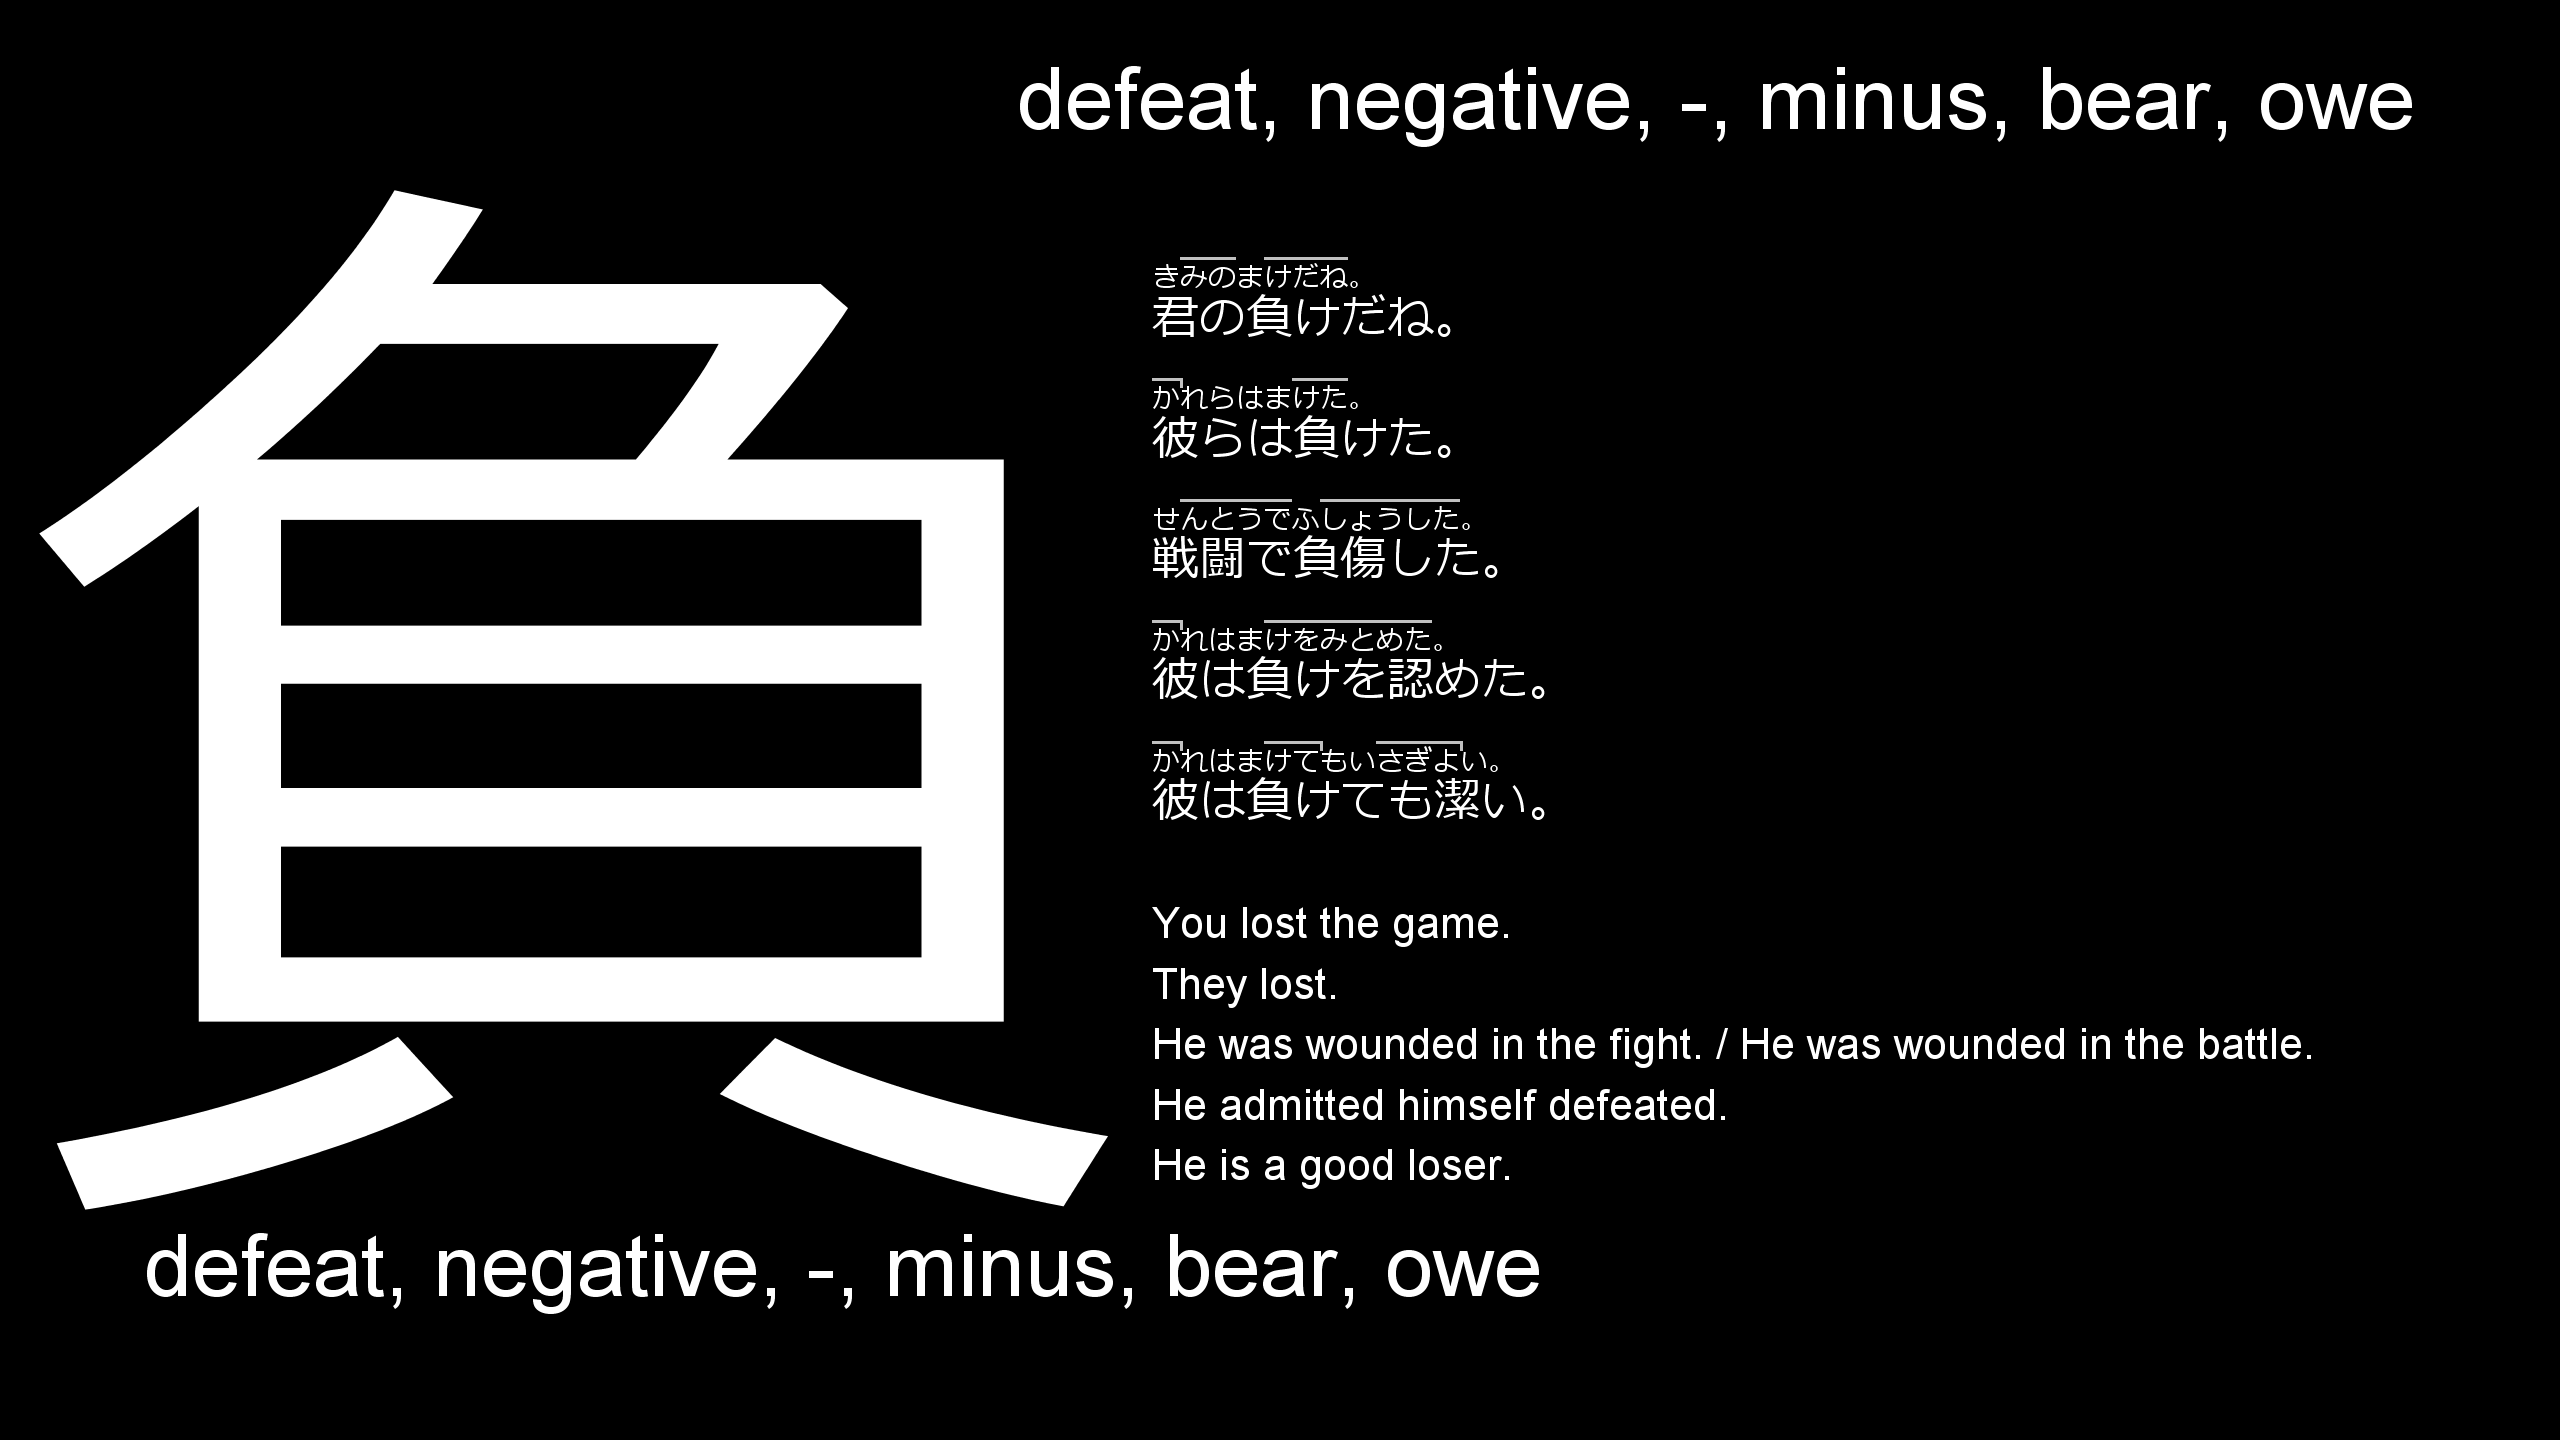 defeat, negative, -, minus, bear, owe
負
きみのまけだね。
君の負けだね。
かれらはまけた。
彼らは負けた。
せんとうでふしょうした。
戦闘で負傷した。
かれはまけをみとめた。
彼は負けを認めた。
かれはまけてもいさぎよい。
彼は負けても潔い。
You lost the game.
They lost.
He was wounded in the fight. / He was wounded in the battle.
He admitted himself defeated.
He is a good loser.
defeat, negative, -, minus, bear, owe